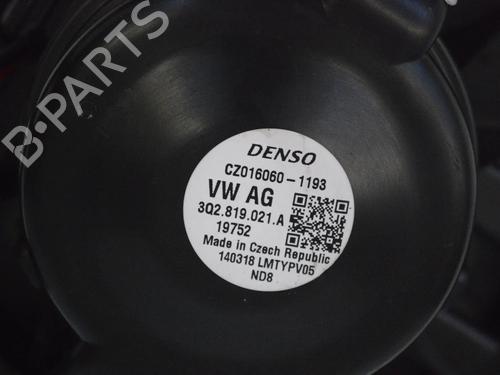 B-PARTS
DENSO
CZ016060-1193
VW AG
3Q2.819.021.A
19752
Made in Czech Republic
140318 LMTYPV05
ND8